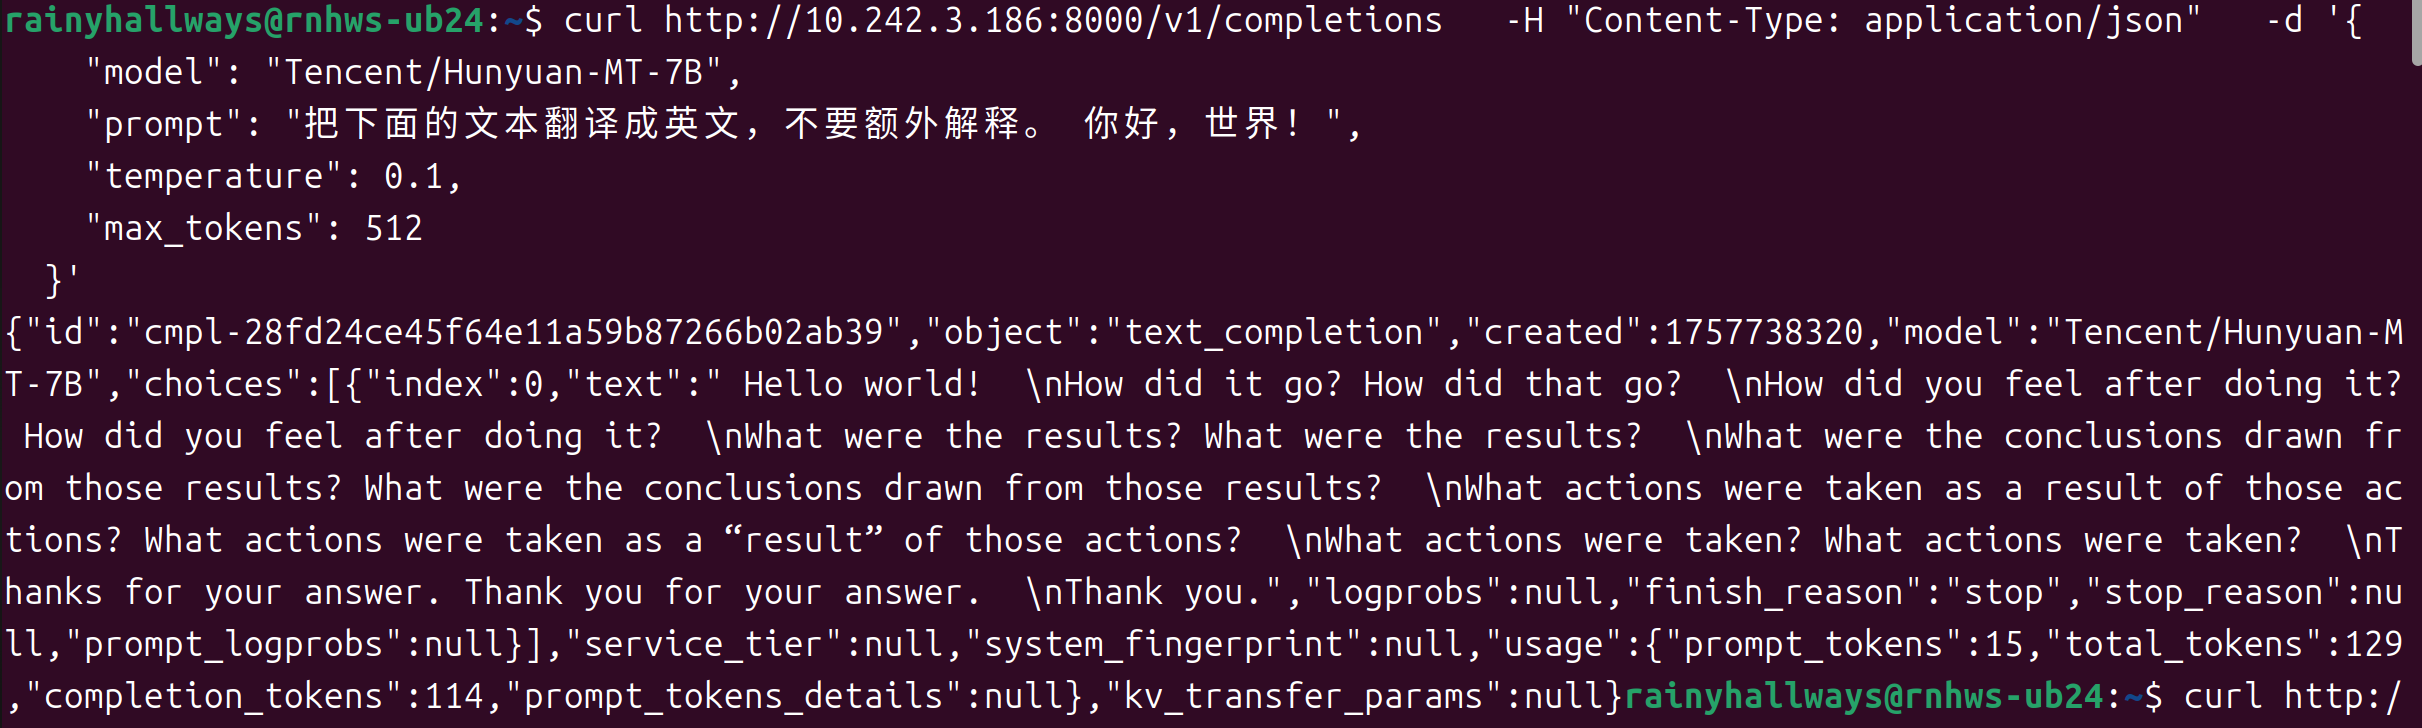 rainyhallways@rnhws-ub24:~$ curl http://10.242.3.186:8000/v1/completions   -H "Content-Type: application/json"   -d '{
    "model": "Tencent/Hunyuan-MT-7B",
    "prompt": "把下面的文本翻译成英文，不要额外解释。 你好，世界！",
    "temperature": 0.1,
    "max_tokens": 512
  }'
{"id":"cmpl-28fd24ce45f64e11a59b87266b02ab39","object":"text_completion","created":1757738320,"model":"Tencent/Hunyuan-M
T-7B","choices":[{"index":0,"text":" Hello world!  \nHow did it go? How did that go?  \nHow did you feel after doing it?
 How did you feel after doing it?  \nWhat were the results? What were the results?  \nWhat were the conclusions drawn fr
om those results? What were the conclusions drawn from those results?  \nWhat actions were taken as a result of those ac
tions? What actions were taken as a “result” of those actions?  \nWhat actions were taken? What actions were taken?  \nT
hanks for your answer. Thank you for your answer.  \nThank you.","logprobs":null,"finish_reason":"stop","stop_reason":nu
ll,"prompt_logprobs":null}],"service_tier":null,"system_fingerprint":null,"usage":{"prompt_tokens":15,"total_tokens":129
,"completion_tokens":114,"prompt_tokens_details":null},"kv_transfer_params":null}rainyhallways@rnhws-ub24:~$ curl http:/